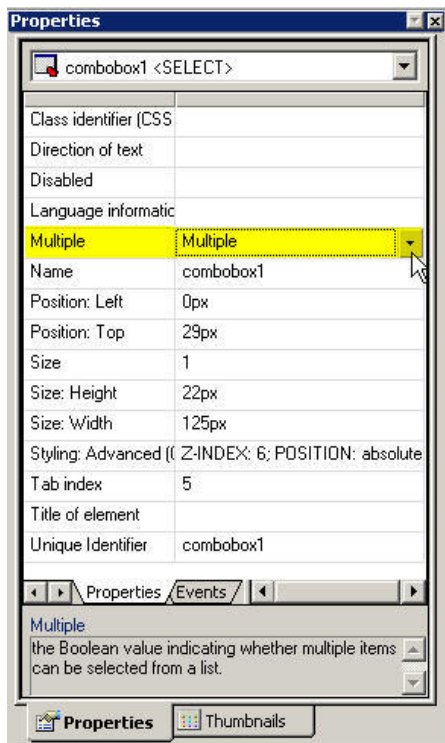 Properties
combobox1 <SELECT>
Class identifier (CSS
Direction of text
Disabled
Language informatic
Multiple Multiple
Name combobox1
Position: Left 0px
Position: Top 29px
Size 1
Size: Height 22px
Size: Width 125px
Styling: Advanced (( Z-INDEX: 6; POSITION: absolute
Tab index 5
Title of element
Unique Identifier combobox1
Properties Events
Multiple
the Boolean value indicating whether multiple items
can be selected from a list.
Properties Thumbnails